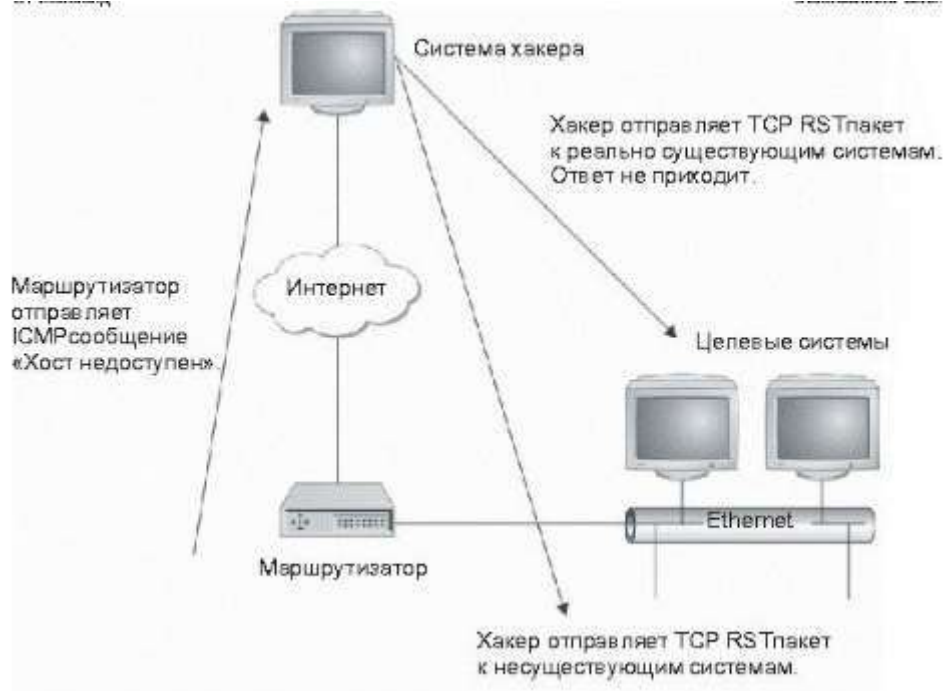 Система хакера
Хакер отправляет TCP RSTпакет
к реально существующим системам.
Ответ не приходит.
Интернет
Маршрутизатор
отправляет
ICMPсообщение
«Хост недоступен».
Целевые системы
Ethernet
Маршрутизатор
Хакер отправляет TCP RSTпакет
к несуществующим системам.